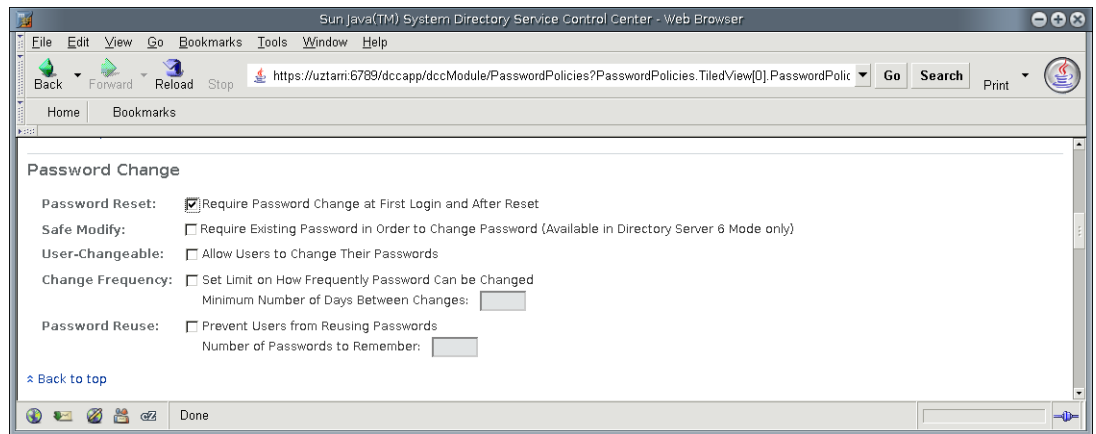 Sun Java(TM) System Directory Service Control Center - Web Browser
File Edit View Go Bookmarks Tools Window Help
Back Forward Reload Stop https://uztarri:6789/dccapp/dccModule/PasswordPolicies?PasswordPolicies.TiledView[0].PasswordPolic Go Search Print
Home Bookmarks
Password Change
Password Reset: Require Password Change at First Login and After Reset
Safe Modify: Require Existing Password in Order to Change Password (Available in Directory Server 6 Mode only)
User-Changeable: Allow Users to Change Their Passwords
Change Frequency: Set Limit on How Frequently Password Can be Changed
Minimum Number of Days Between Changes:
Password Reuse: Prevent Users from Reusing Passwords
Number of Passwords to Remember:
Back to top
Done